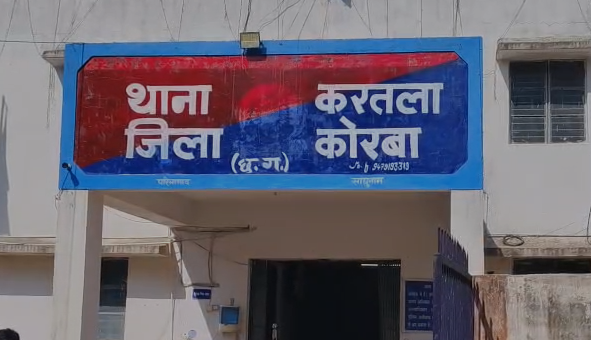 थाना करतला
जिला कोरबा
(छ.ग.)